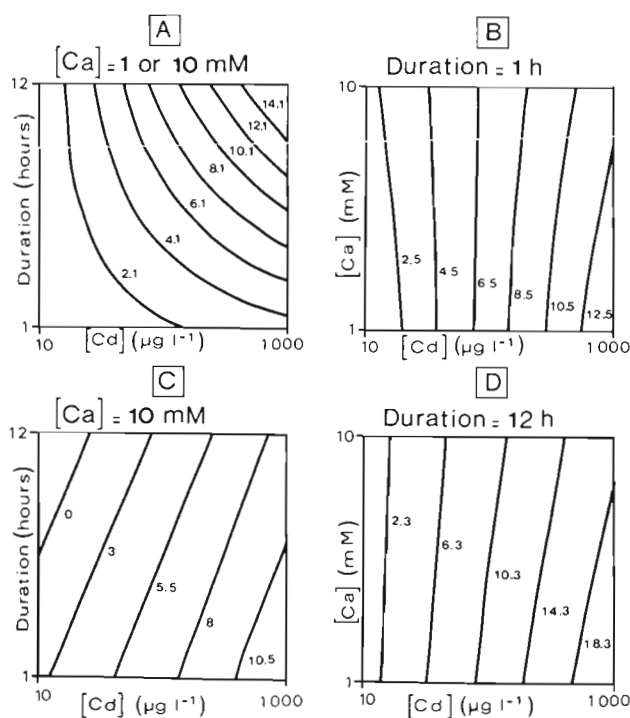 A
[Ca] = 1 or 10 mM
Duration (hours)
12
1
14.1
12.1
10.1
8.1
6.1
4.1
2.1
10
[Cd] (µg l⁻¹)
1000
B
Duration = 1 h
[Ca] (mM)
10
1
2.5
4.5
6.5
8.5
10.5
12.5
10
[Cd] (µg l⁻¹)
1000
C
[Ca] = 10 mM
Duration (hours)
12
1
0
3
5.5
8
10.5
10
[Cd] (µg l⁻¹)
1000
D
Duration = 12 h
[Ca] (mM)
10
1
2.3
6.3
10.3
14.3
18.3
10
[Cd] (µg l⁻¹)
1000